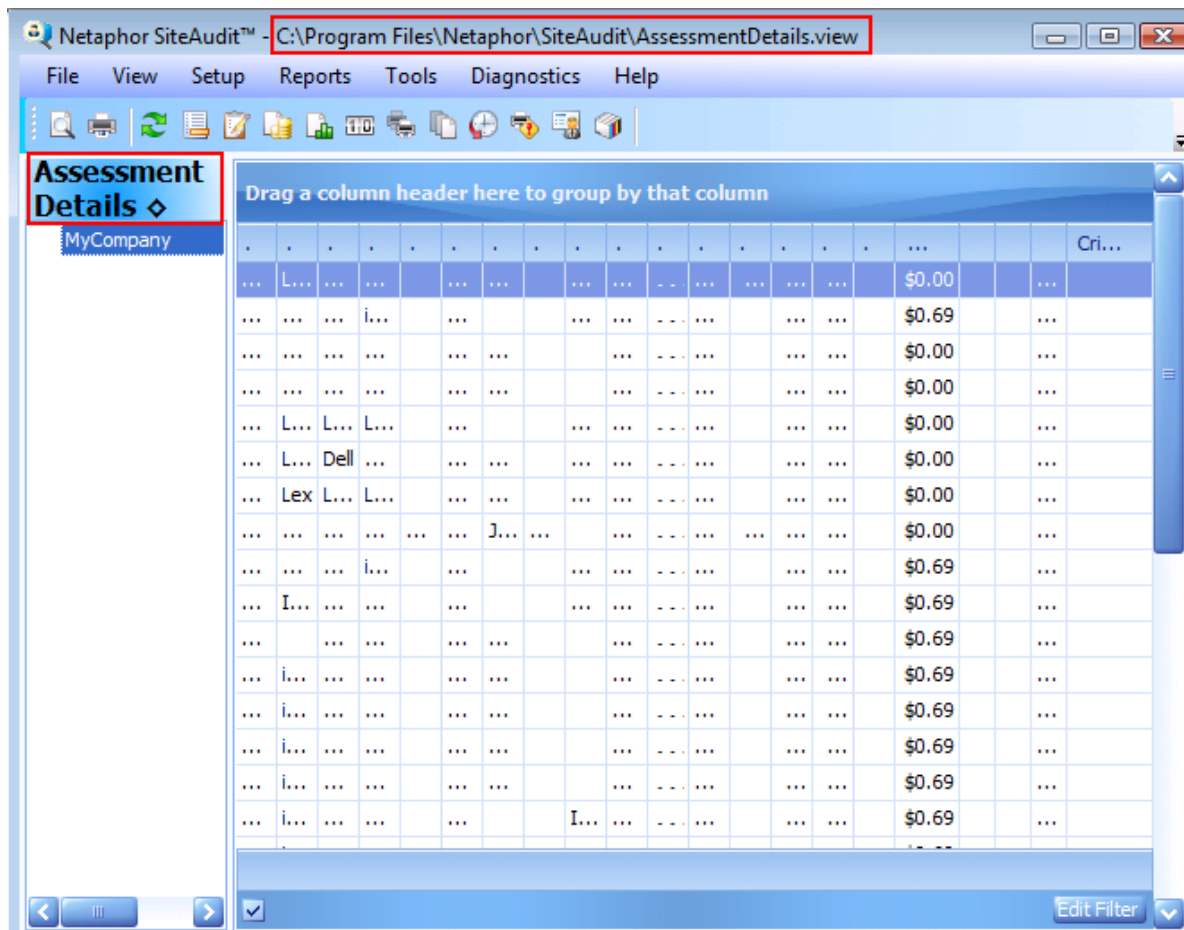 Netaphor SiteAudit™ - C:\Program Files\Netaphor\SiteAudit\AssessmentDetails.view
File View Setup Reports Tools Diagnostics Help
Assessment
Details ◇
MyCompany
Drag a column header here to group by that column
. . . . . . . . . . . . . . . . ... Cri...
... L... ... ... ... ... ... ... ... ... ... ... ... $0.00 ...
... ... ... i... ... ... ... ... ... ... $0.69 ...
... ... ... ... ... ... ... ... ... ... $0.00 ...
... ... ... ... ... ... ... ... ... ... $0.00 ...
... L... L... L... ... ... ... ... ... ... $0.00 ...
... L... Dell ... ... ... ... ... ... ... ... $0.00 ...
... Lex L... L... ... ... ... ... ... ... ... $0.00 ...
... ... ... ... ... ... J... ... ... ... ... ... ... $0.00 ...
... ... ... i... ... ... ... ... ... ... $0.69 ...
... I... ... ... ... ... ... ... ... ... $0.69 ...
... ... ... ... ... ... ... ... ... $0.69 ...
... i... ... ... ... ... ... ... ... ... $0.69 ...
... i... ... ... ... ... ... ... ... ... $0.69 ...
... i... ... ... ... ... ... ... ... ... $0.69 ...
... i... ... ... ... ... ... ... ... ... $0.69 ...
... i... ... ... ... I... ... ... ... ... $0.69 ...
Edit Filter